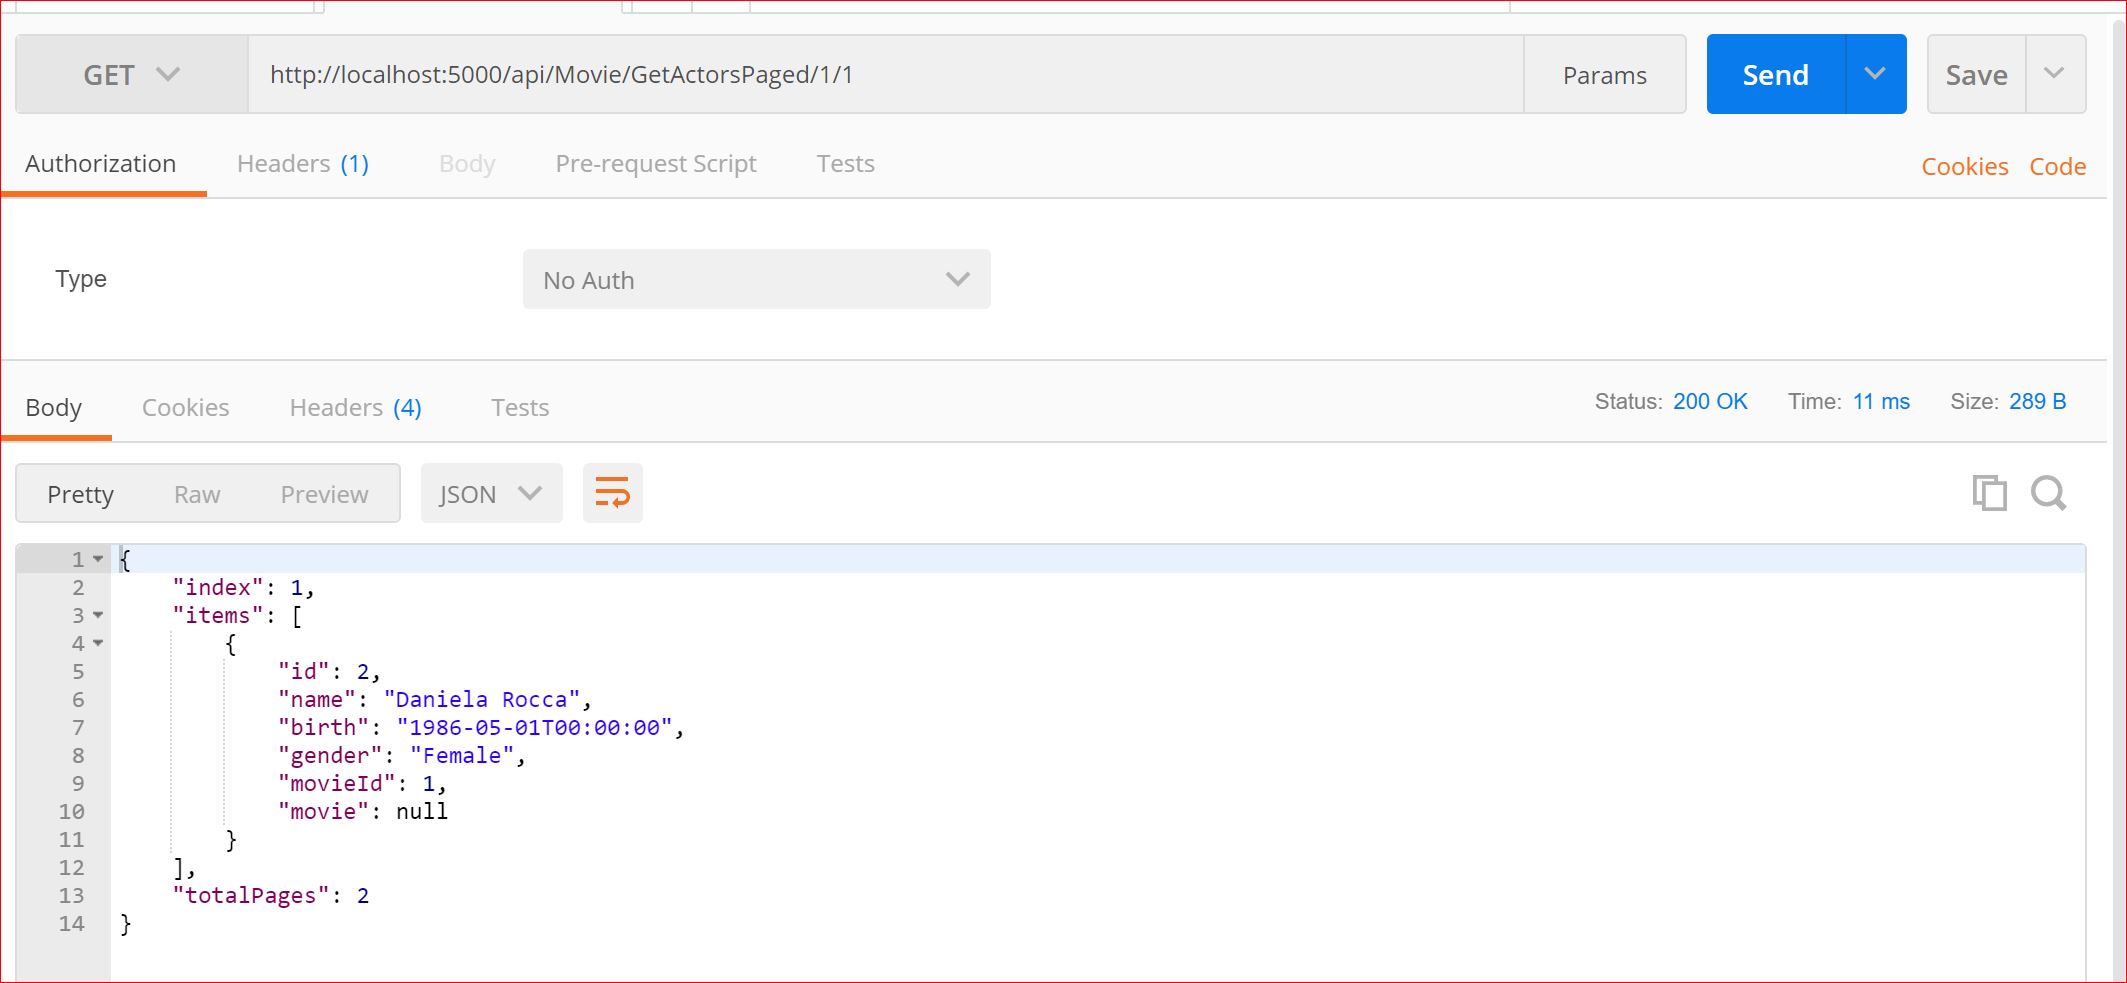 GET http://localhost:5000/api/Movie/GetActorsPaged/1/1 Params Send Save
Authorization Headers (1) Body Pre-request Script Tests Cookies Code
Type No Auth
Body Cookies Headers (4) Tests Status: 200 OK Time: 11 ms Size: 289 B
Pretty Raw Preview JSON
1 {
2 "index": 1,
3 "items": [
4 {
5 "id": 2,
6 "name": "Daniela Rocca",
7 "birth": "1986-05-01T00:00:00",
8 "gender": "Female",
9 "movieId": 1,
10 "movie": null
11 }
12 ],
13 "totalPages": 2
14 }